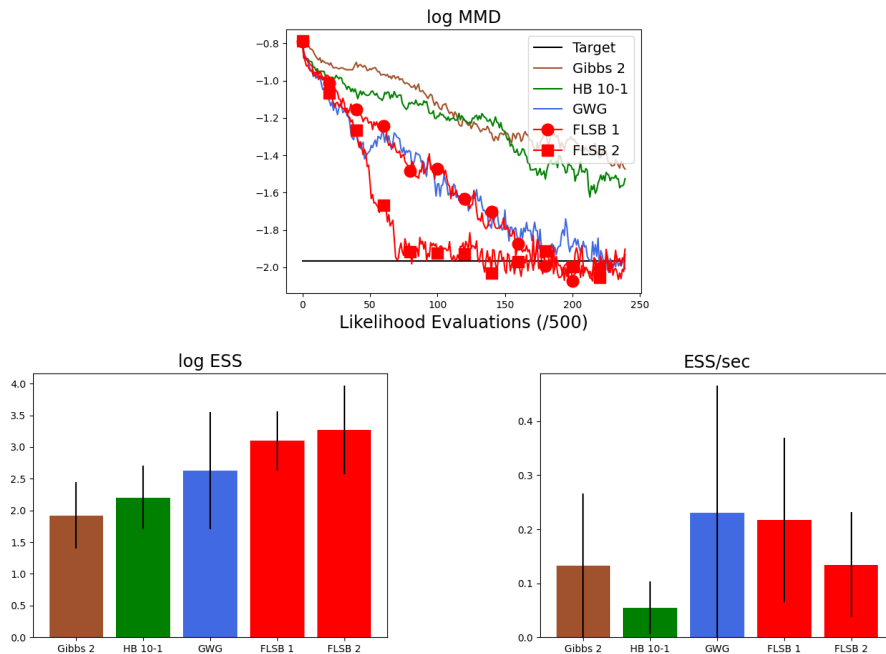 log MMD
−0.8
−1.0
−1.2
−1.4
−1.6
−1.8
−2.0
Target
Gibbs 2
HB 10-1
GWG
FLSB 1
FLSB 2
0 50 100 150 200 250
Likelihood Evaluations (/500)
log ESS
4.0
3.5
3.0
2.5
2.0
1.5
1.0
0.5
0.0
Gibbs 2 HB 10-1 GWG FLSB 1 FLSB 2
ESS/sec
0.4
0.3
0.2
0.1
0.0
Gibbs 2 HB 10-1 GWG FLSB 1 FLSB 2